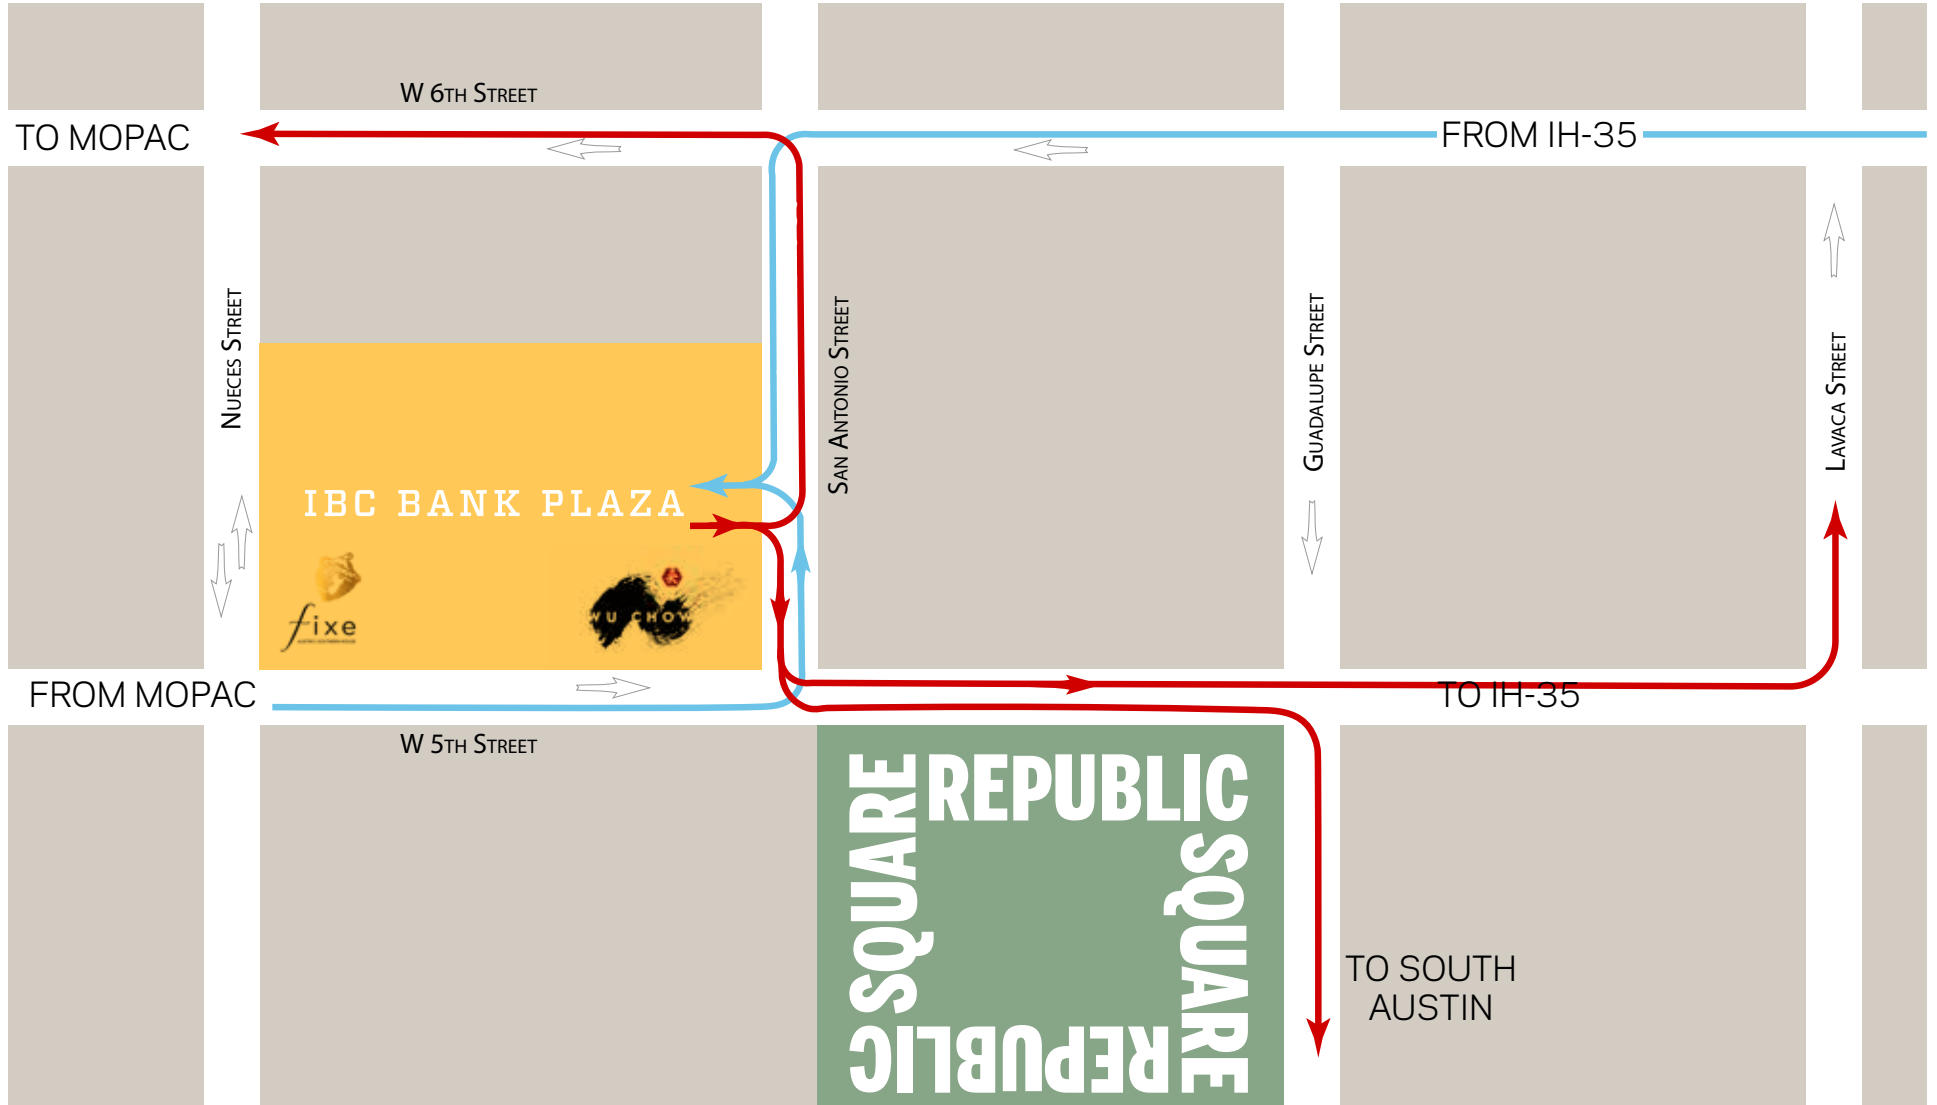 W 6TH STREET
TO MOPAC
FROM IH-35
NUECES STREET
SAN ANTONIO STREET
GUADALUPE STREET
LAVACA STREET
IBC BANK PLAZA
fixe
WU CHOW
FROM MOPAC
TO IH-35
W 5TH STREET
REPUBLIC
SQUARE
REPUBLIC
SQUARE
TO SOUTH
AUSTIN